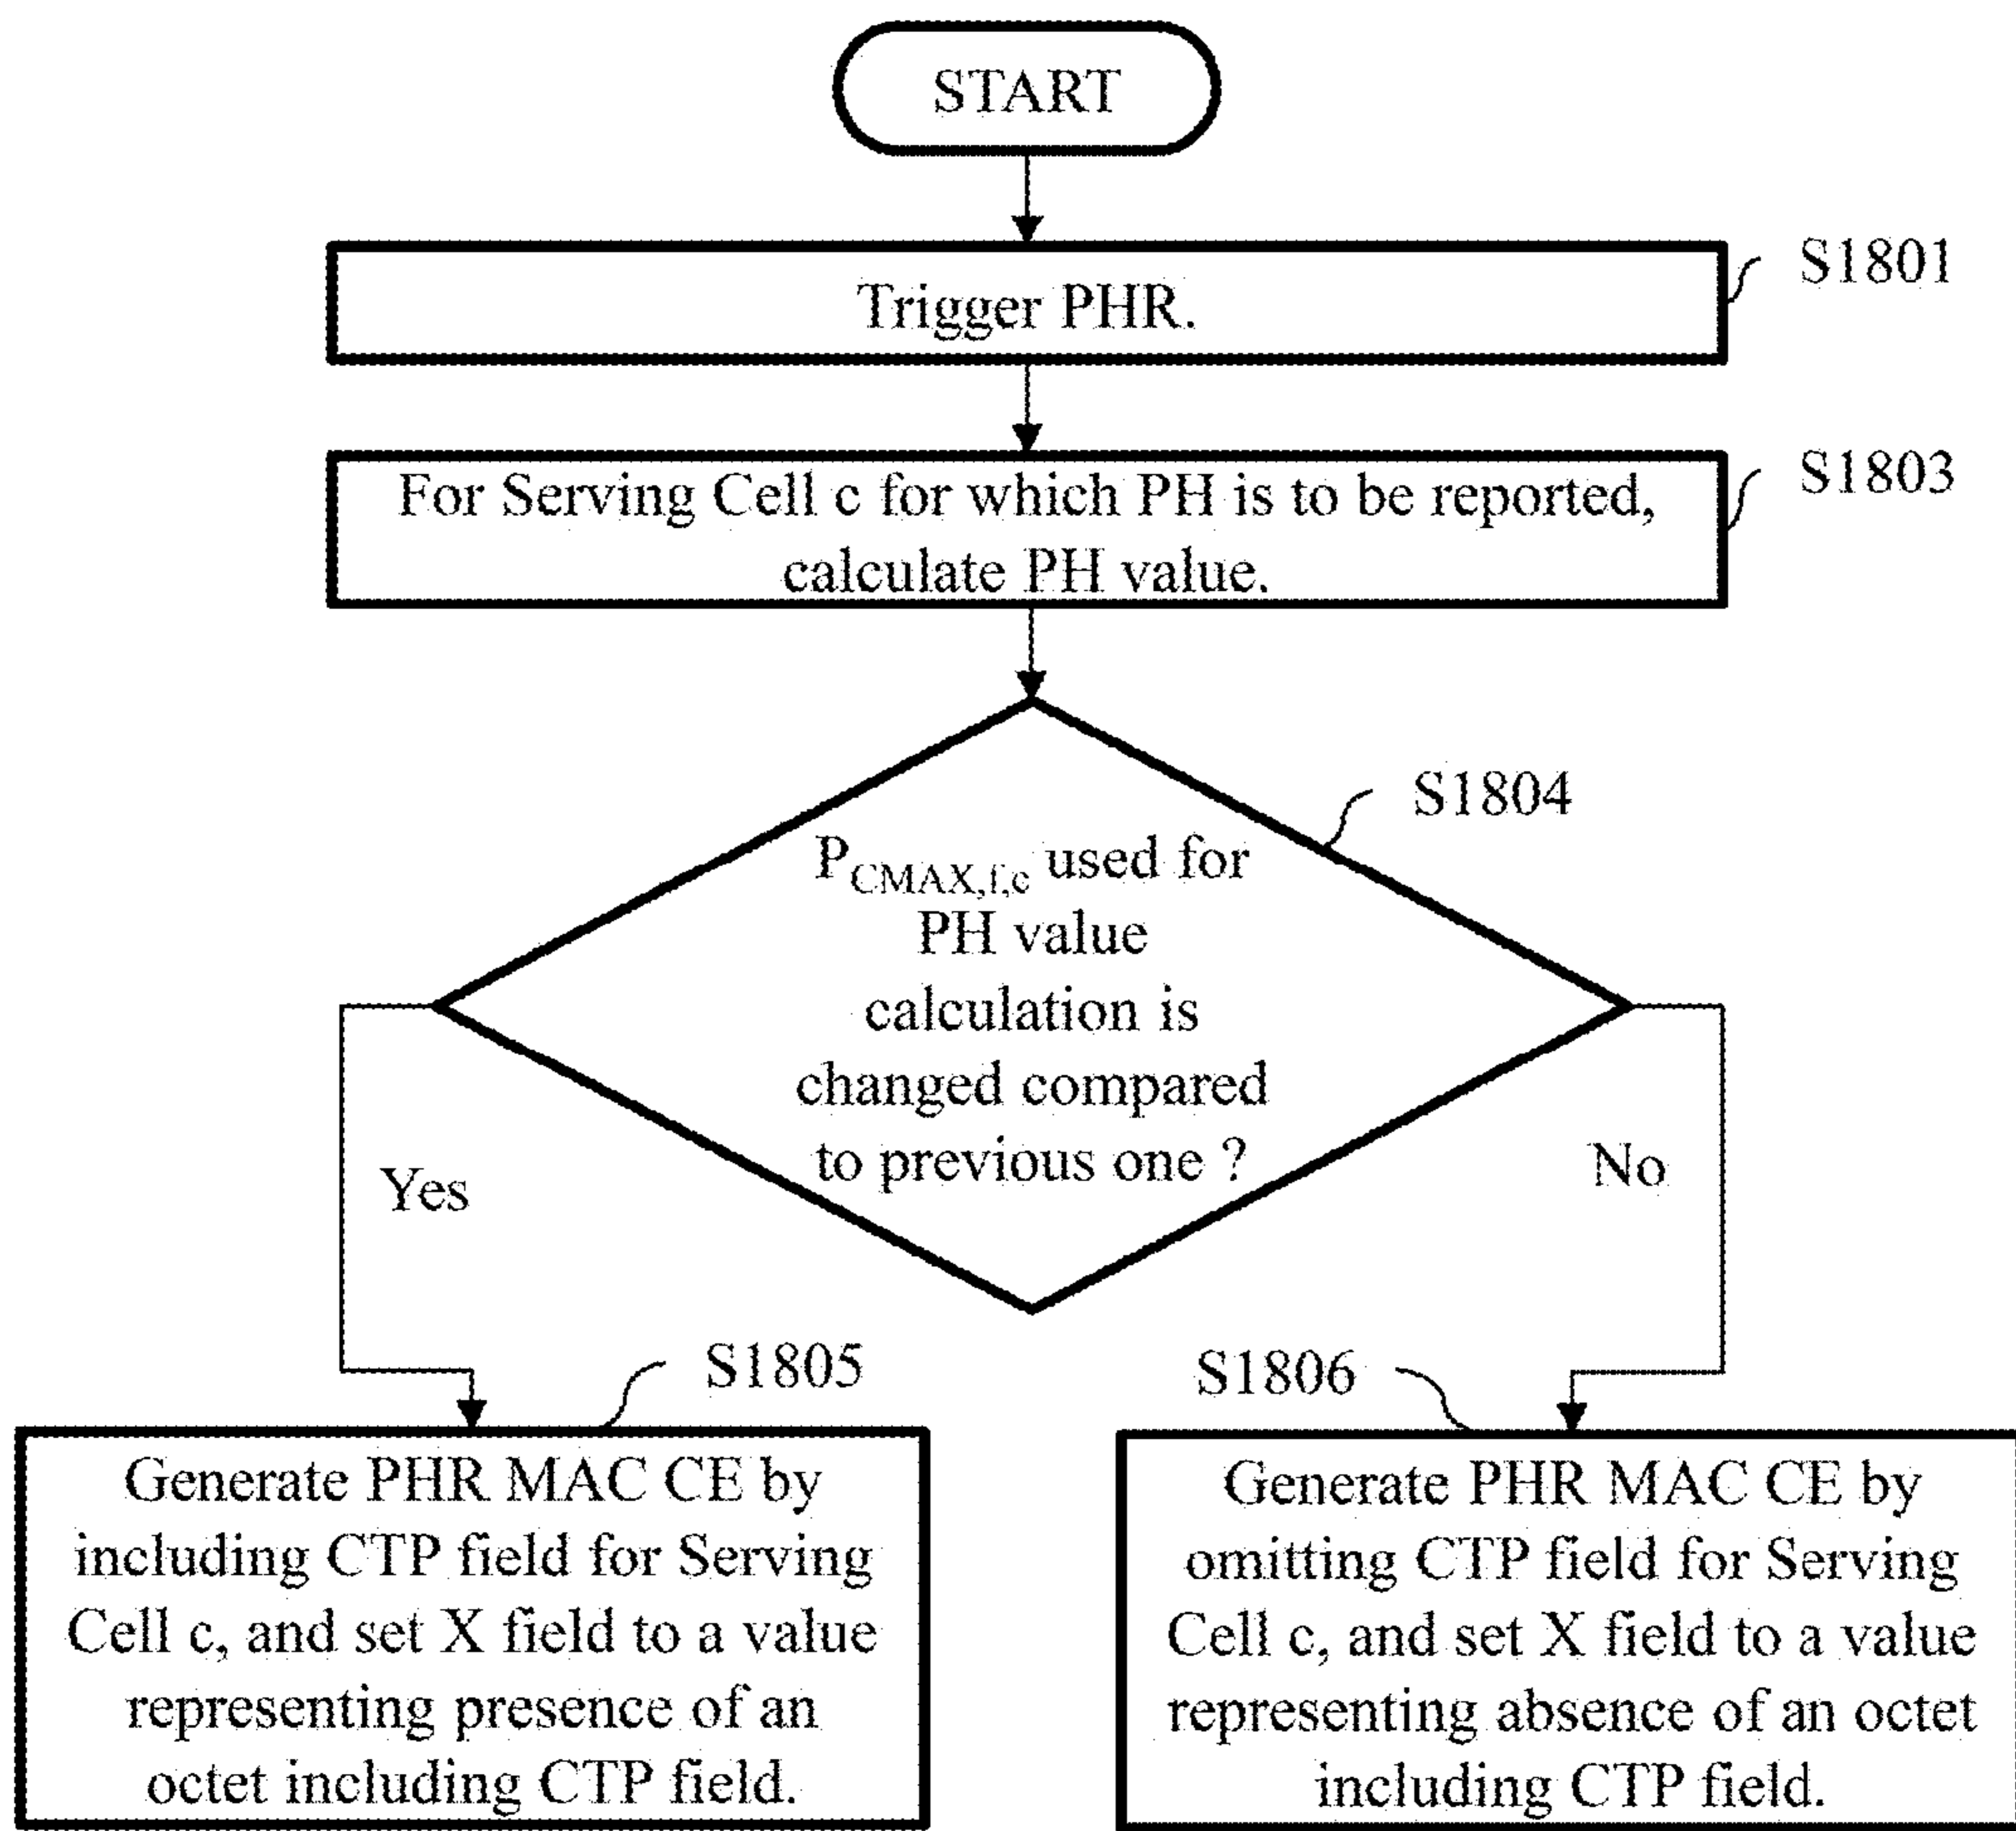 START
Trigger PHR.
S1801
For Serving Cell c for which PH is to be reported,
calculate PH value.
S1803
P_CMAX,f,c used for
PH value
calculation is
changed compared
to previous one ?
S1804
Yes
No
S1805
Generate PHR MAC CE by
including CTP field for Serving
Cell c, and set X field to a value
representing presence of an
octet including CTP field.
S1806
Generate PHR MAC CE by
omitting CTP field for Serving
Cell c, and set X field to a value
representing absence of an octet
including CTP field.